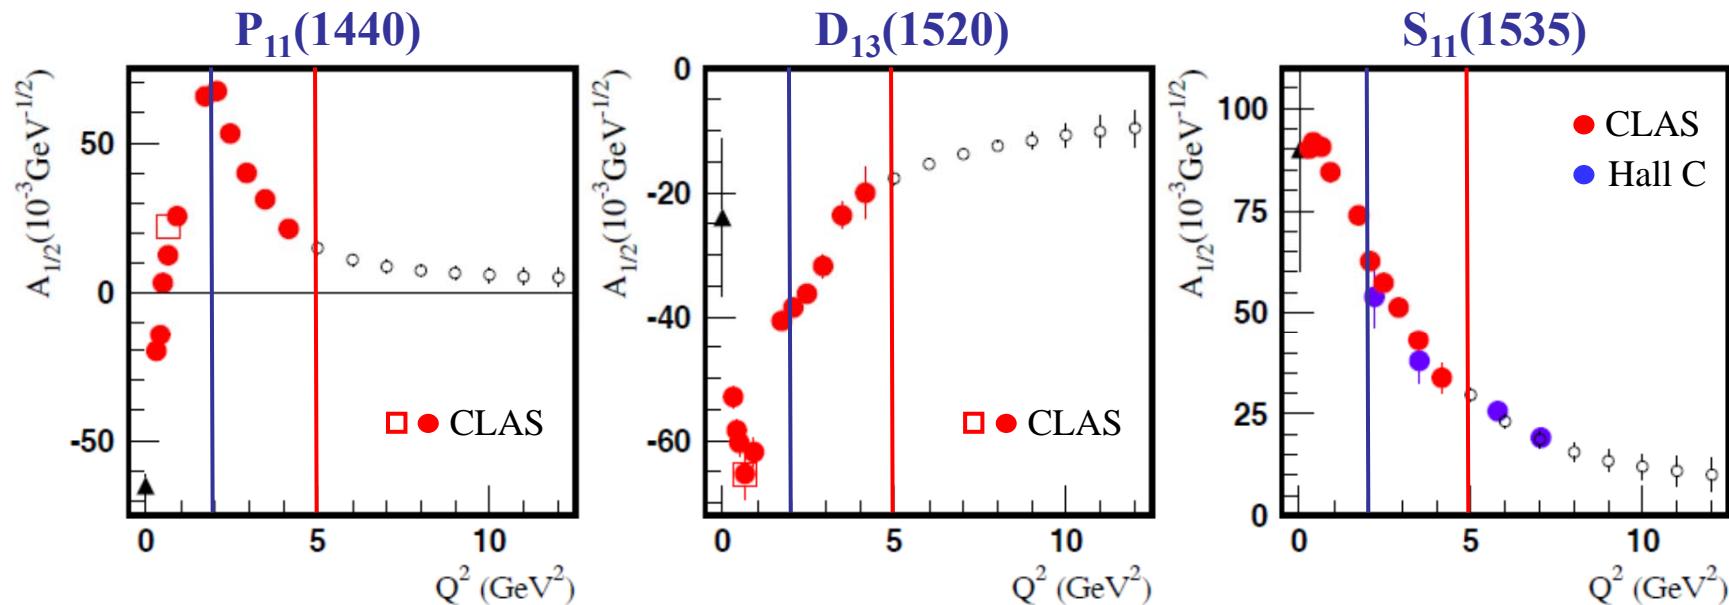 P₁₁(1440)
A₁/₂(10⁻³GeV⁻¹/²)
50
0
-50
CLAS
0 5 10
Q² (GeV²)
D₁₃(1520)
A₁/₂(10⁻³GeV⁻¹/²)
0
-20
-40
-60
CLAS
0 5 10
Q² (GeV²)
S₁₁(1535)
A₁/₂(10⁻³GeV⁻¹/²)
100
75
50
25
0
CLAS
Hall C
0 5 10
Q² (GeV²)